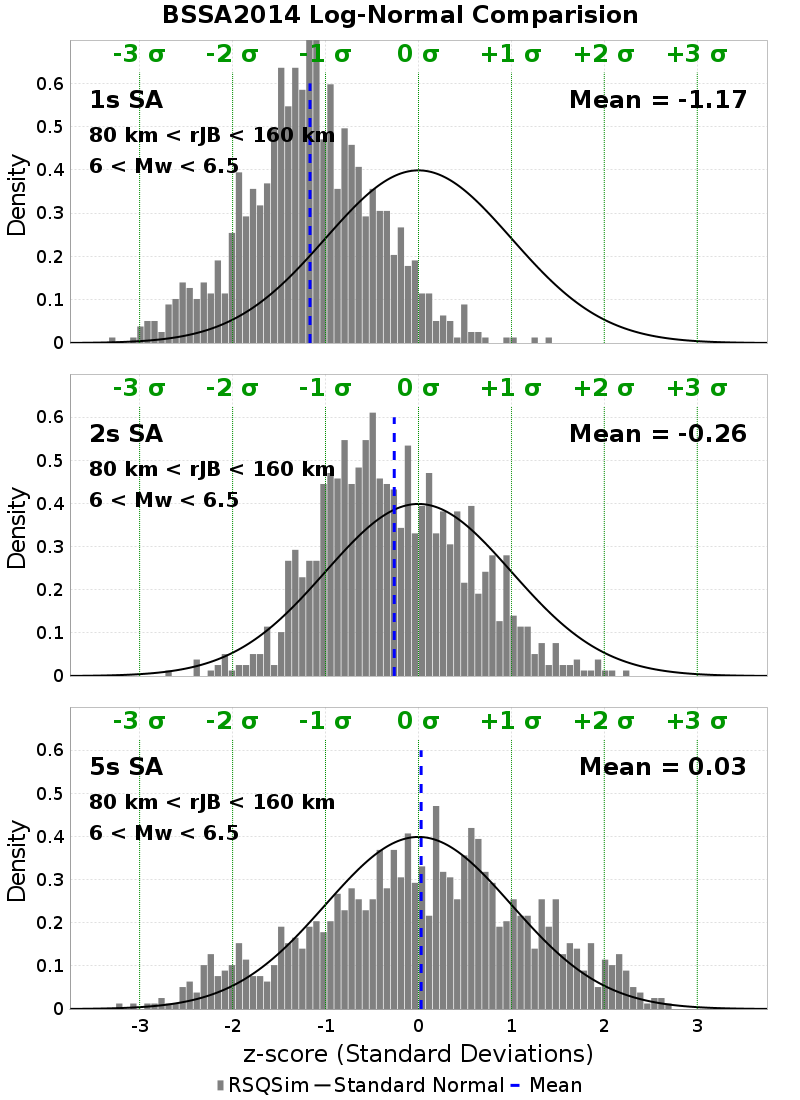 BSSA2014 Log-Normal Comparision
-3 σ -2 σ -1 σ 0 σ +1 σ +2 σ +3 σ
1s SA
Mean = -1.17
80 km < rJB < 160 km
6 < Mw < 6.5
Density
0.6
0.5
0.4
0.3
0.2
0.1
0
-3 σ -2 σ -1 σ 0 σ +1 σ +2 σ +3 σ
2s SA
Mean = -0.26
80 km < rJB < 160 km
6 < Mw < 6.5
Density
0.6
0.5
0.4
0.3
0.2
0.1
0
-3 σ -2 σ -1 σ 0 σ +1 σ +2 σ +3 σ
5s SA
Mean = 0.03
80 km < rJB < 160 km
6 < Mw < 6.5
Density
0.6
0.5
0.4
0.3
0.2
0.1
0
-3 -2 -1 0 1 2 3
z-score (Standard Deviations)
RSQSim Standard Normal Mean